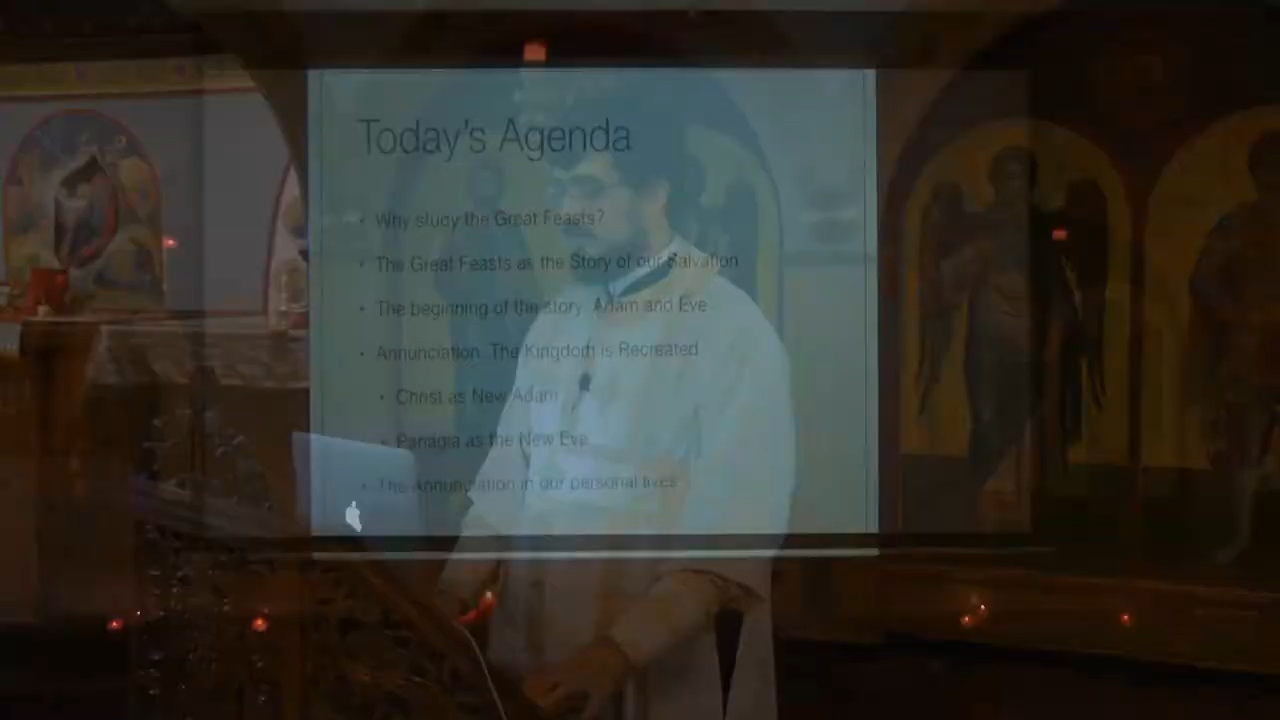 Today's Agenda
• Why study the Great Feasts?
• The Great Feasts as the Story of our Salvation
• The beginning of the story: Adam and Eve
• Annunciation: The Kingdom is Recreated
• Christ as New Adam
• Panagia as the New Eve
• The Annunciation in our personal lives